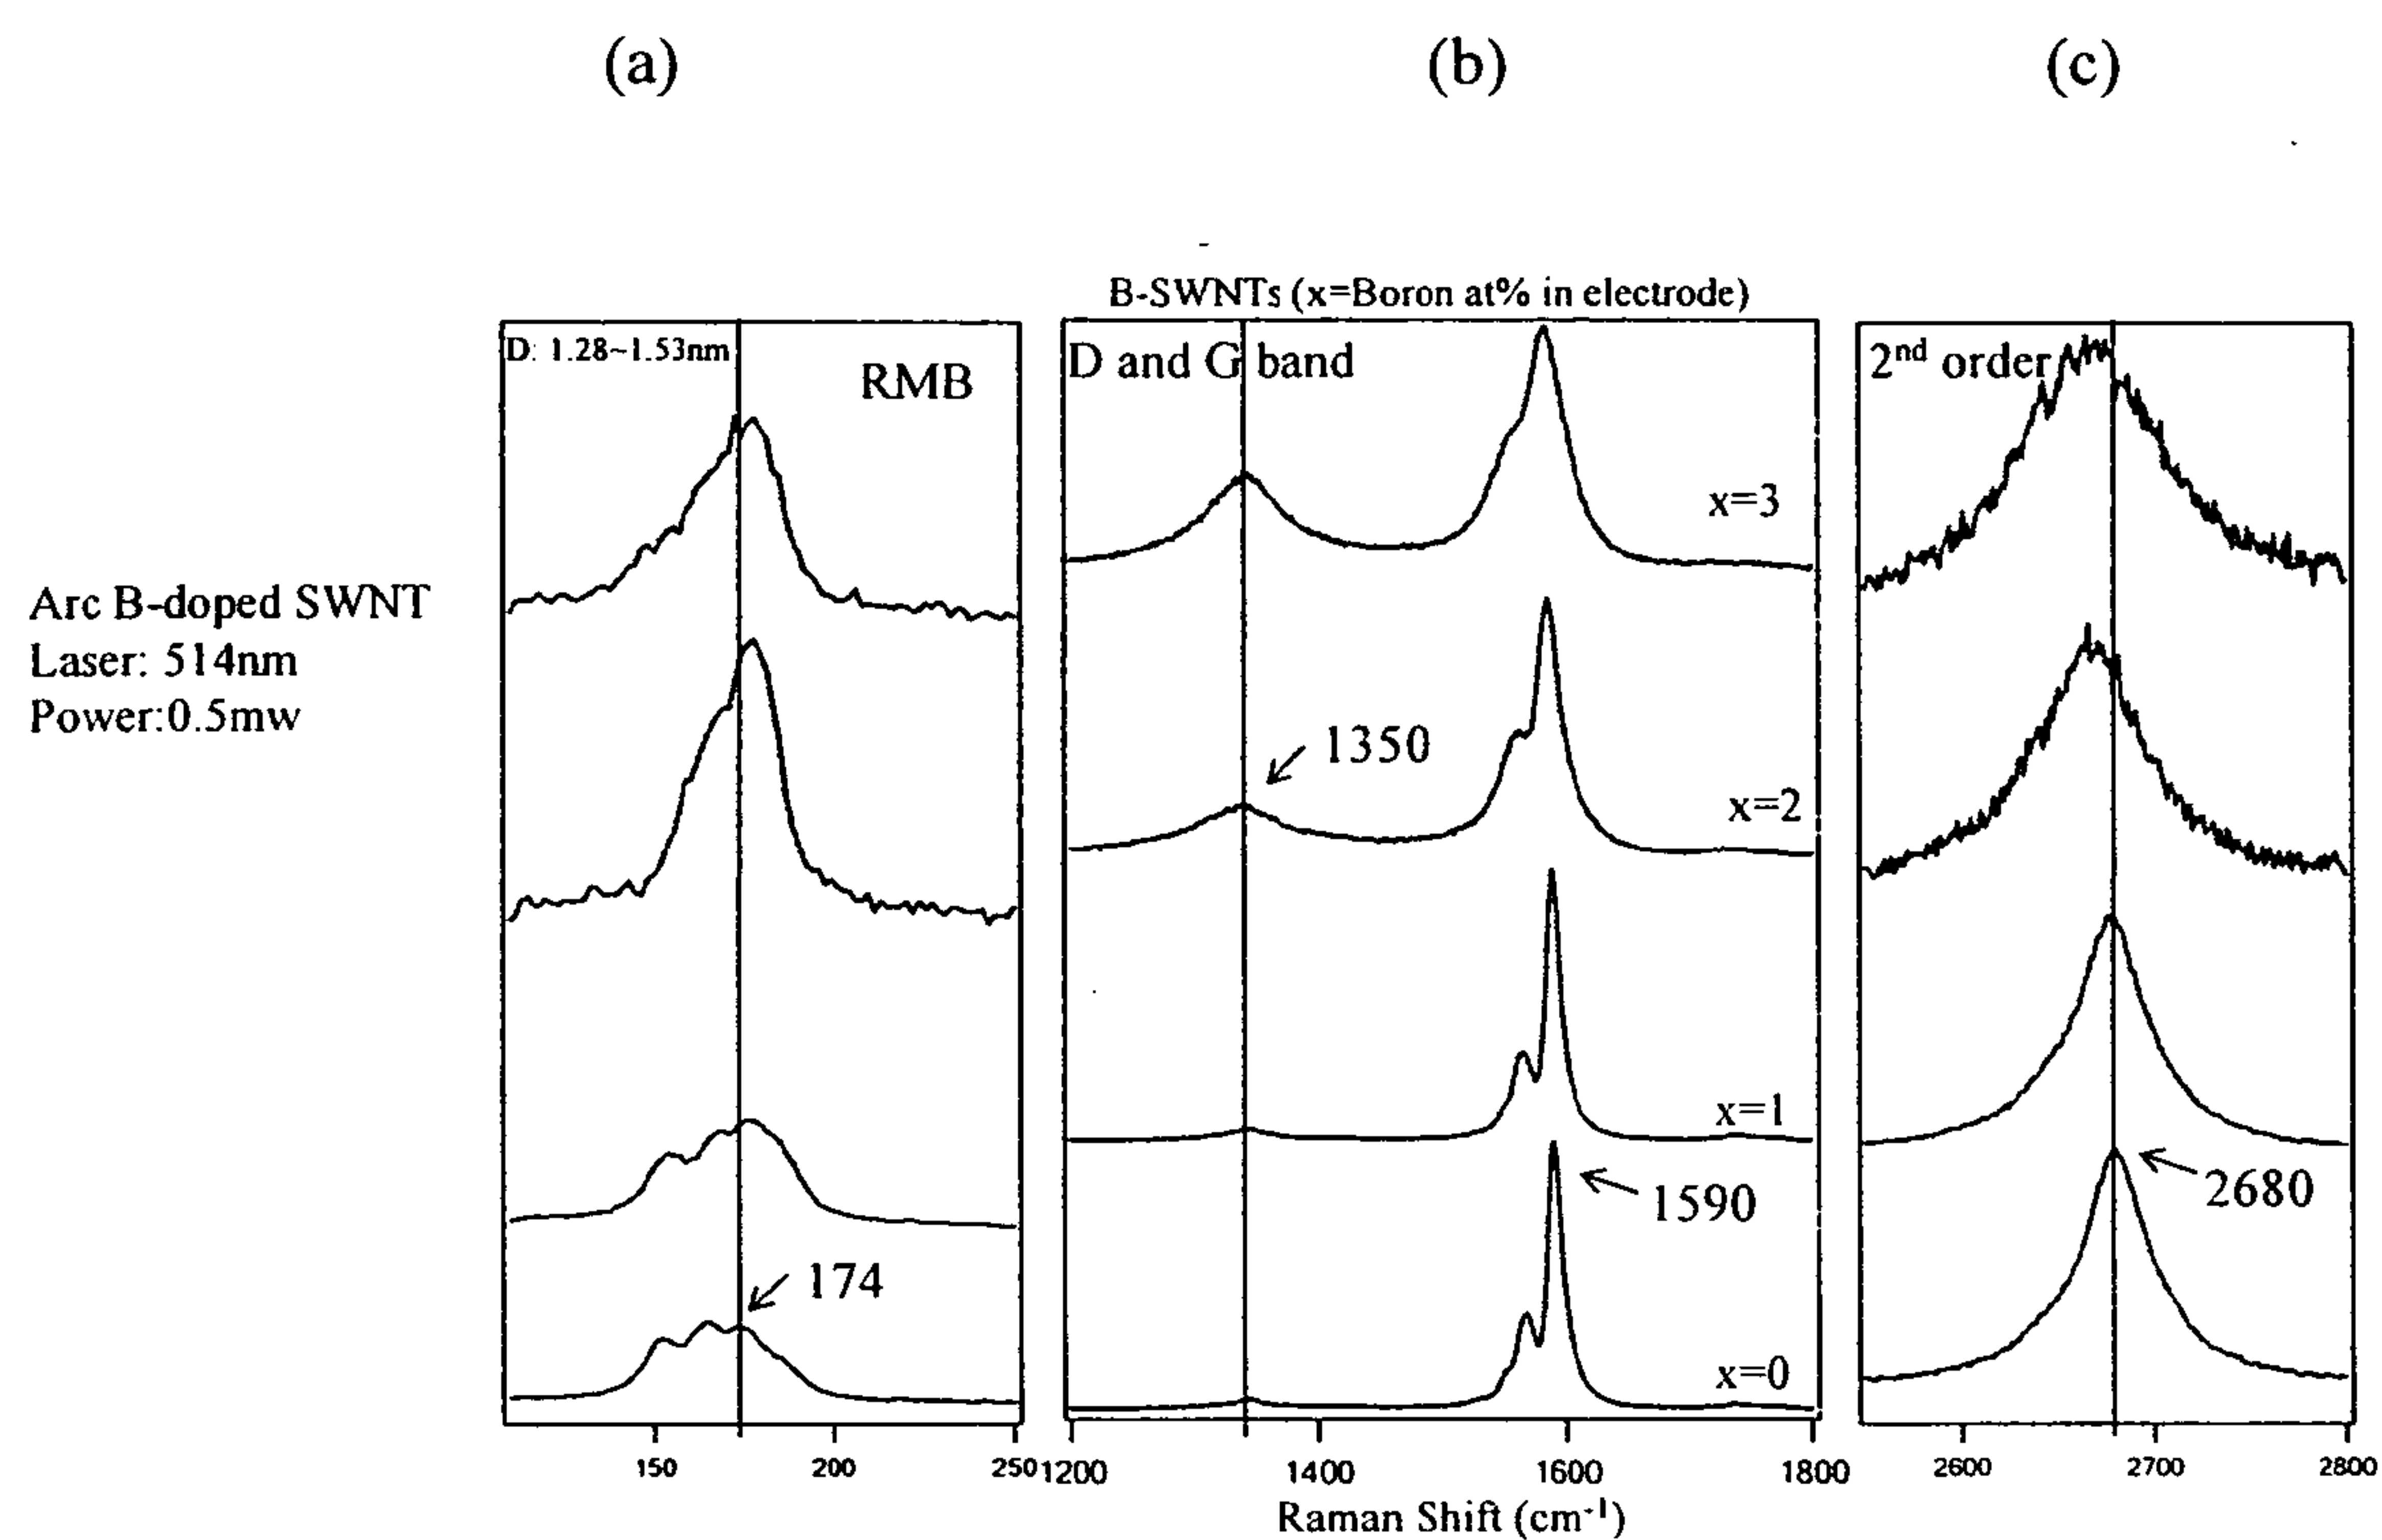 (a)
(b)
(c)
B-SWNTs (x=Boron at% in electrode)
D: 1.28~1.53nm
RMB
D and G band
2nd order
x=3
Arc B-doped SWNT
Laser: 514nm
Power:0.5mw
1350
x=2
x=1
1590
2680
174
x=0
150
200
250
1200
1400
1600
1800
2600
2700
2800
Raman Shift (cm-1)